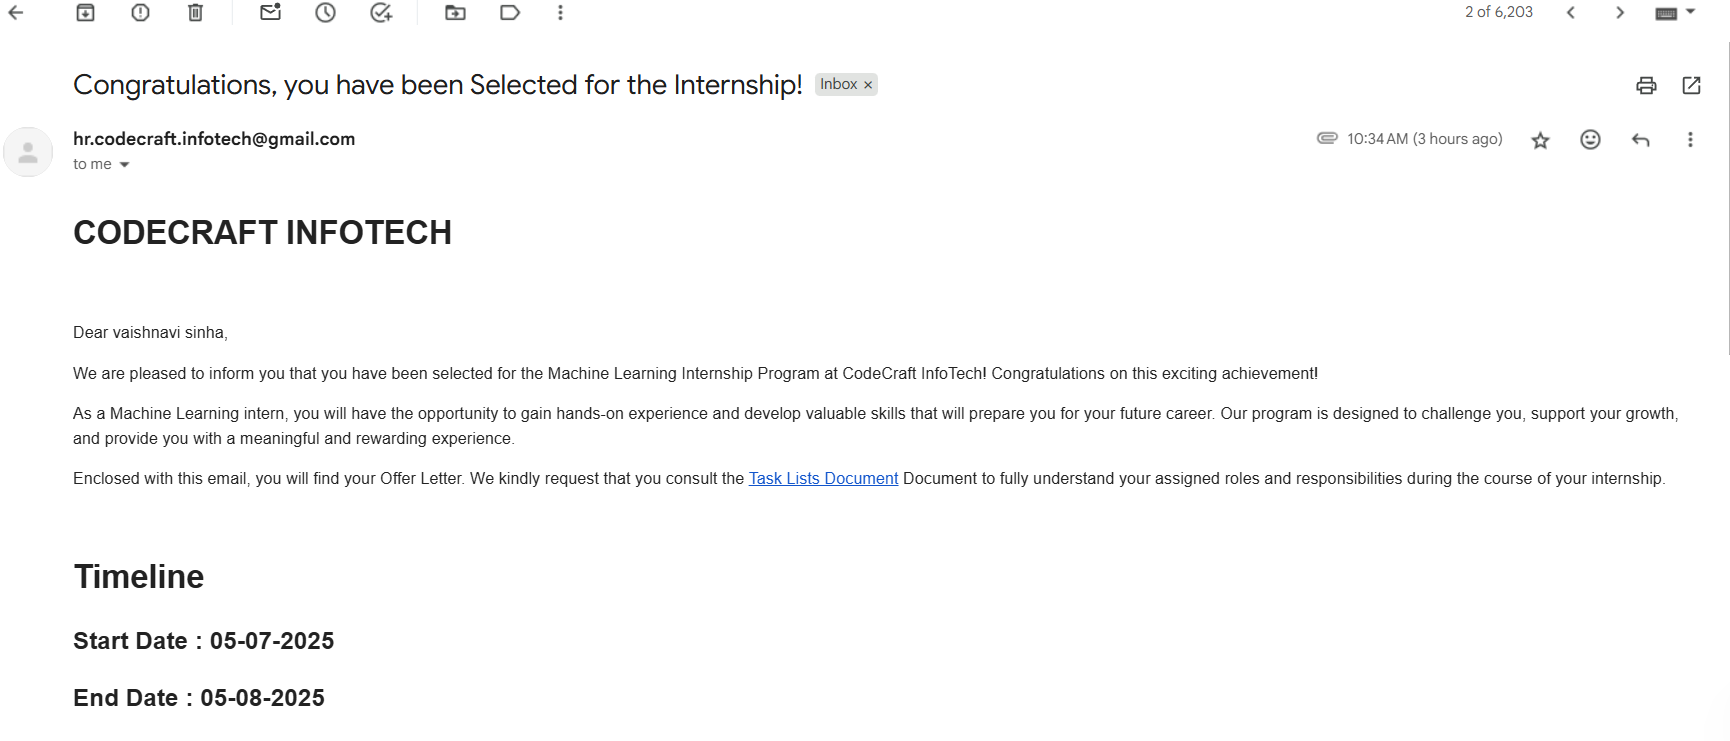 2 of 6,203
Congratulations, you have been Selected for the Internship! Inbox ×
hr.codecraft.infotech@gmail.com 10:34 AM (3 hours ago)
to me
CODECRAFT INFOTECH
Dear vaishnavi sinha,
We are pleased to inform you that you have been selected for the Machine Learning Internship Program at CodeCraft InfoTech! Congratulations on this exciting achievement!
As a Machine Learning intern, you will have the opportunity to gain hands-on experience and develop valuable skills that will prepare you for your future career. Our program is designed to challenge you, support your growth,
and provide you with a meaningful and rewarding experience.
Enclosed with this email, you will find your Offer Letter. We kindly request that you consult the Task Lists Document Document to fully understand your assigned roles and responsibilities during the course of your internship.
Timeline
Start Date : 05-07-2025
End Date : 05-08-2025